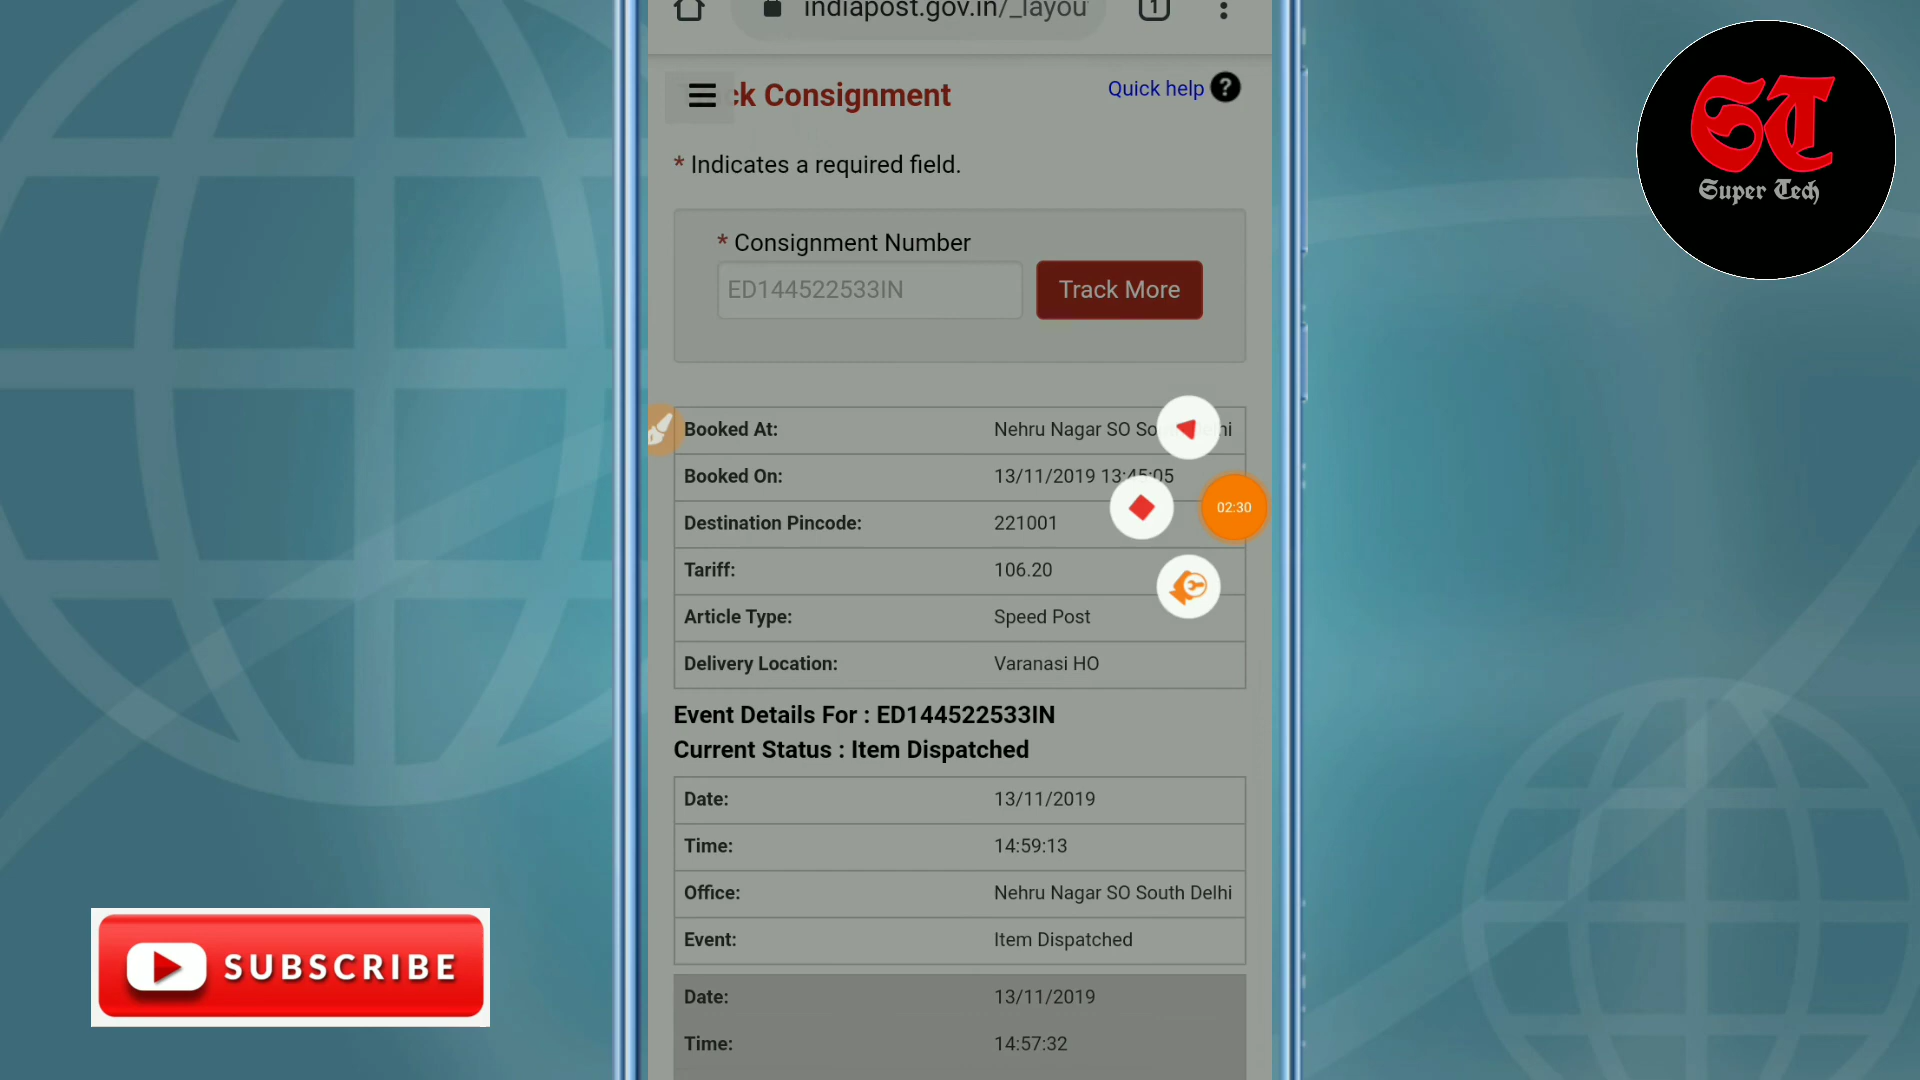 indiapost.gov.in/_layou
1
ck Consignment
Quick help ?
* Indicates a required field.
* Consignment Number
ED144522533IN
Track More
Booked At: Nehru Nagar SO So
Booked On: 13/11/2019 13:45:05
Destination Pincode: 221001
02:30
Tariff: 106.20
Article Type: Speed Post
Delivery Location: Varanasi HO
Event Details For : ED144522533IN
Current Status : Item Dispatched
Date: 13/11/2019
Time: 14:59:13
Office: Nehru Nagar SO South Delhi
Event: Item Dispatched
Date: 13/11/2019
Time: 14:57:32
ST
Super Tech
SUBSCRIBE